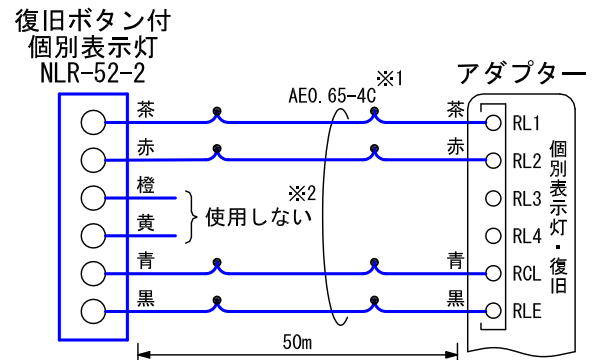 復旧ボタン付
個別表示灯
NLR-52-2
AE0.65-4C ※1
アダプター
茶
茶
RL1
赤
赤
RL2
橙
RL3
※2
使用しない
黄
RL4
青
青
RCL
黒
黒
RLE
個別表示灯・復旧
50m